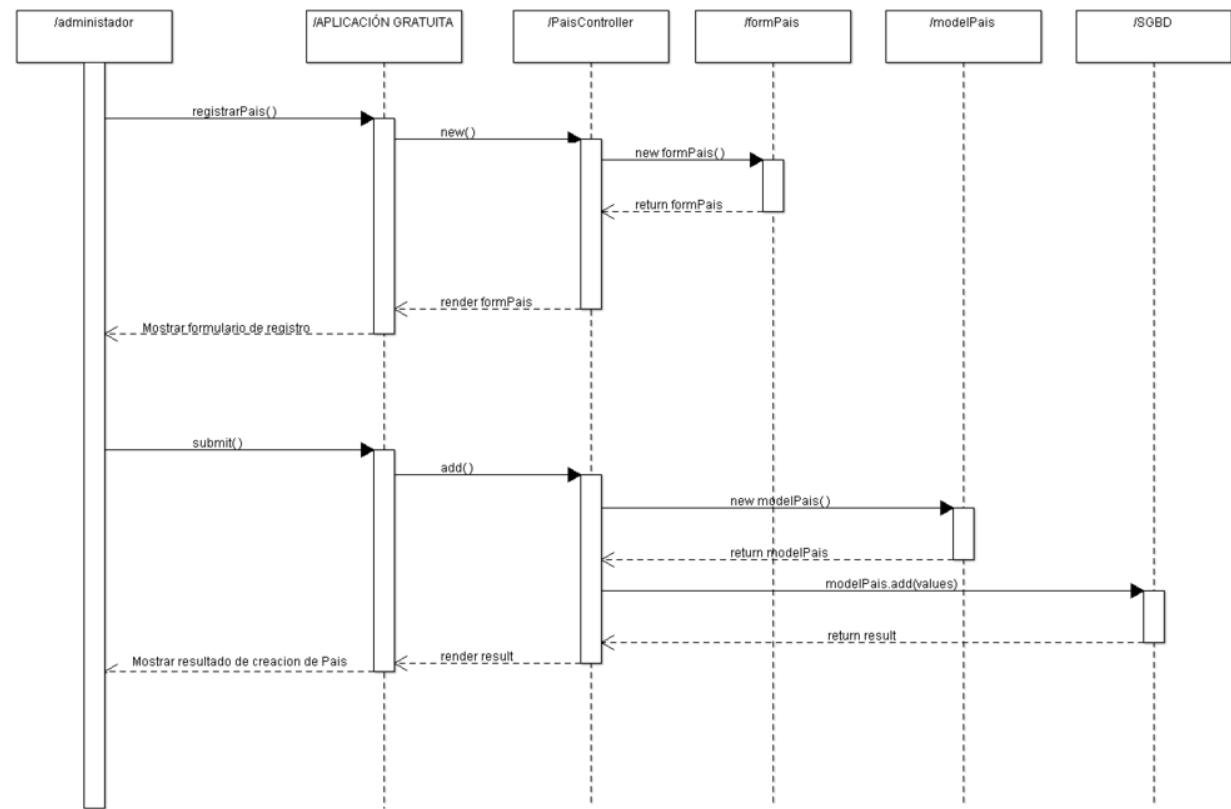 /administador
/APLICACIÓN GRATUITA
/PaisController
/formPais
/modelPais
/SGBD
registrarPais()
new()
new formPais()
return formPais
render formPais
Mostrar formulario de registro
submit()
add()
new modelPais()
return modelPais
modelPais.add(values)
return result
render result
Mostrar resultado de creacion de Pais